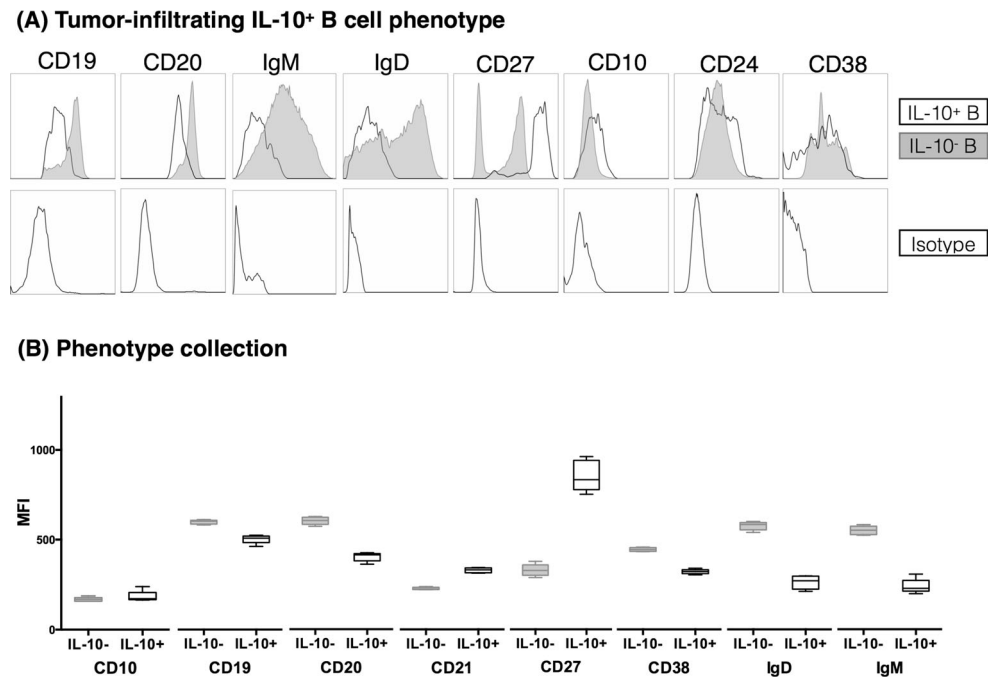 (A) Tumor-infiltrating IL-10⁺ B cell phenotype
CD19 CD20 IgM IgD CD27 CD10 CD24 CD38
IL-10⁺ B
IL-10⁻ B
Isotype
(B) Phenotype collection
MFI
1000
500
0
IL-10- IL-10+ IL-10- IL-10+ IL-10- IL-10+ IL-10- IL-10+ IL-10- IL-10+ IL-10- IL-10+ IL-10- IL-10+ IL-10- IL-10+
CD10 CD19 CD20 CD21 CD27 CD38 IgD IgM